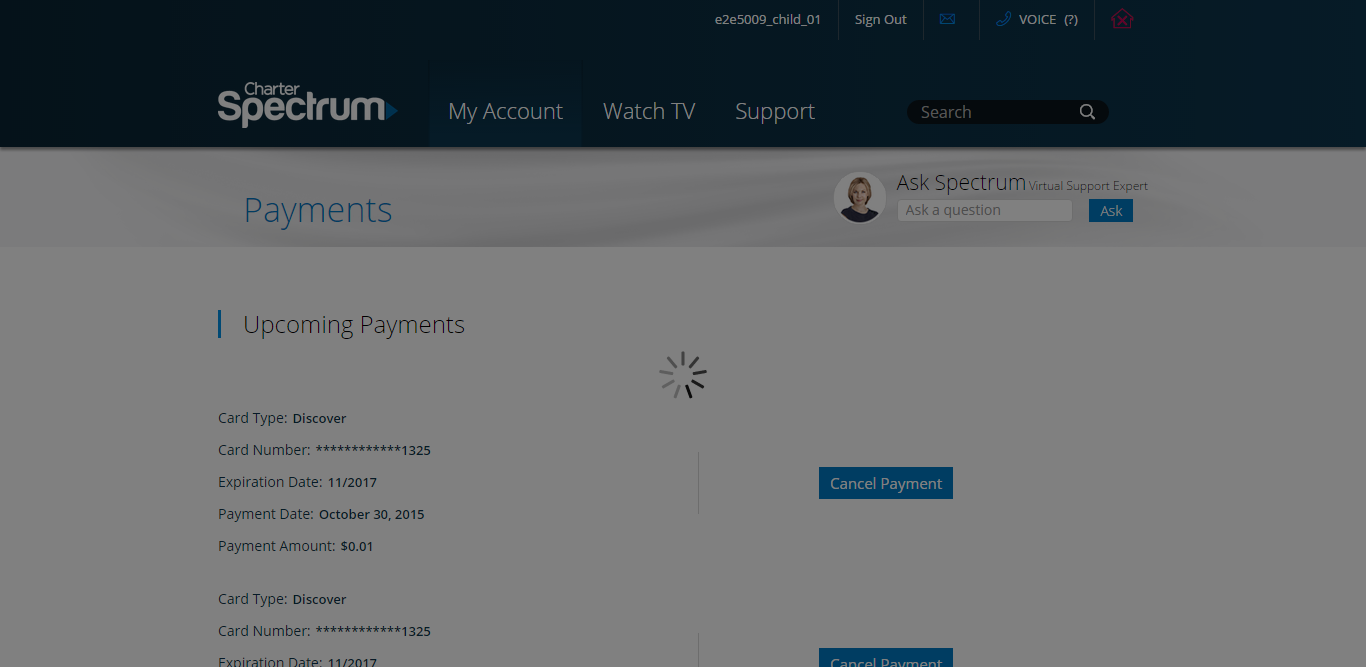 e2e5009_child_01 Sign Out VOICE (?)
Charter
Spectrum
My Account Watch TV Support Search
Payments
Ask Spectrum Virtual Support Expert
Ask a question Ask
Upcoming Payments
Card Type: Discover
Card Number: ************1325
Expiration Date: 11/2017
Cancel Payment
Payment Date: October 30, 2015
Payment Amount: $0.01
Card Type: Discover
Card Number: ************1325
Expiration Date: 11/2017
Cancel Payment